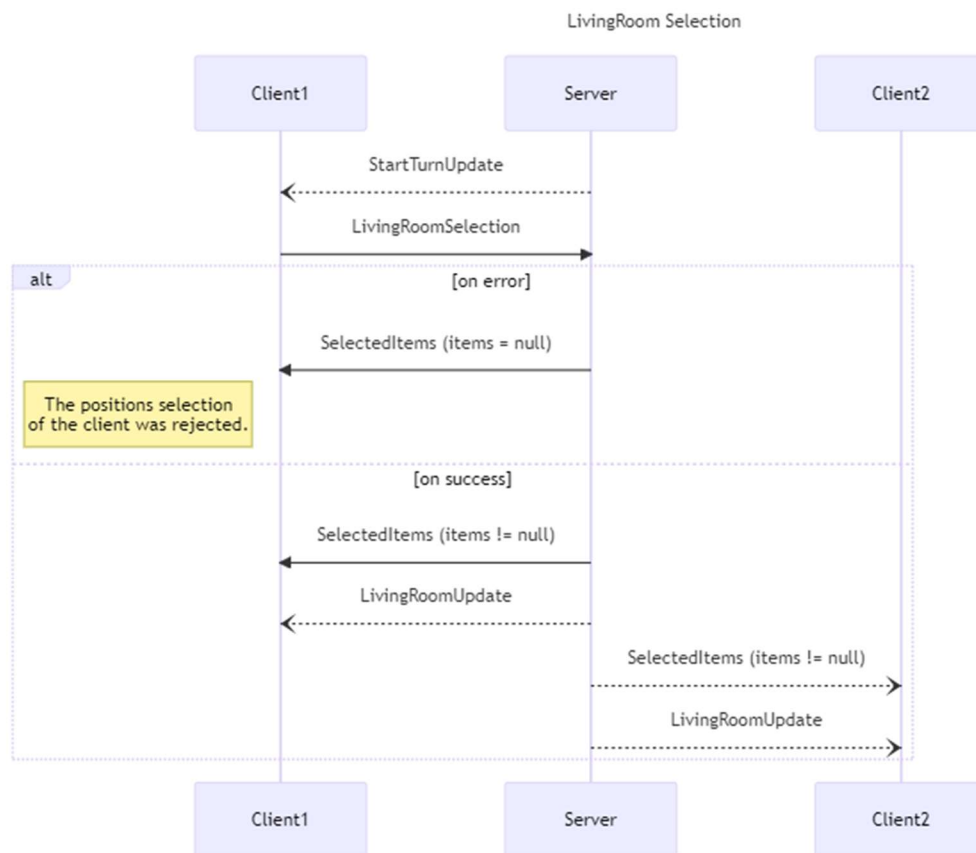 LivingRoom Selection
Client1
Server
Client2
StartTurnUpdate
LivingRoomSelection
alt
[on error]
SelectedItems (items = null)
The positions selection
of the client was rejected.
[on success]
SelectedItems (items != null)
LivingRoomUpdate
SelectedItems (items != null)
LivingRoomUpdate
Client1
Server
Client2